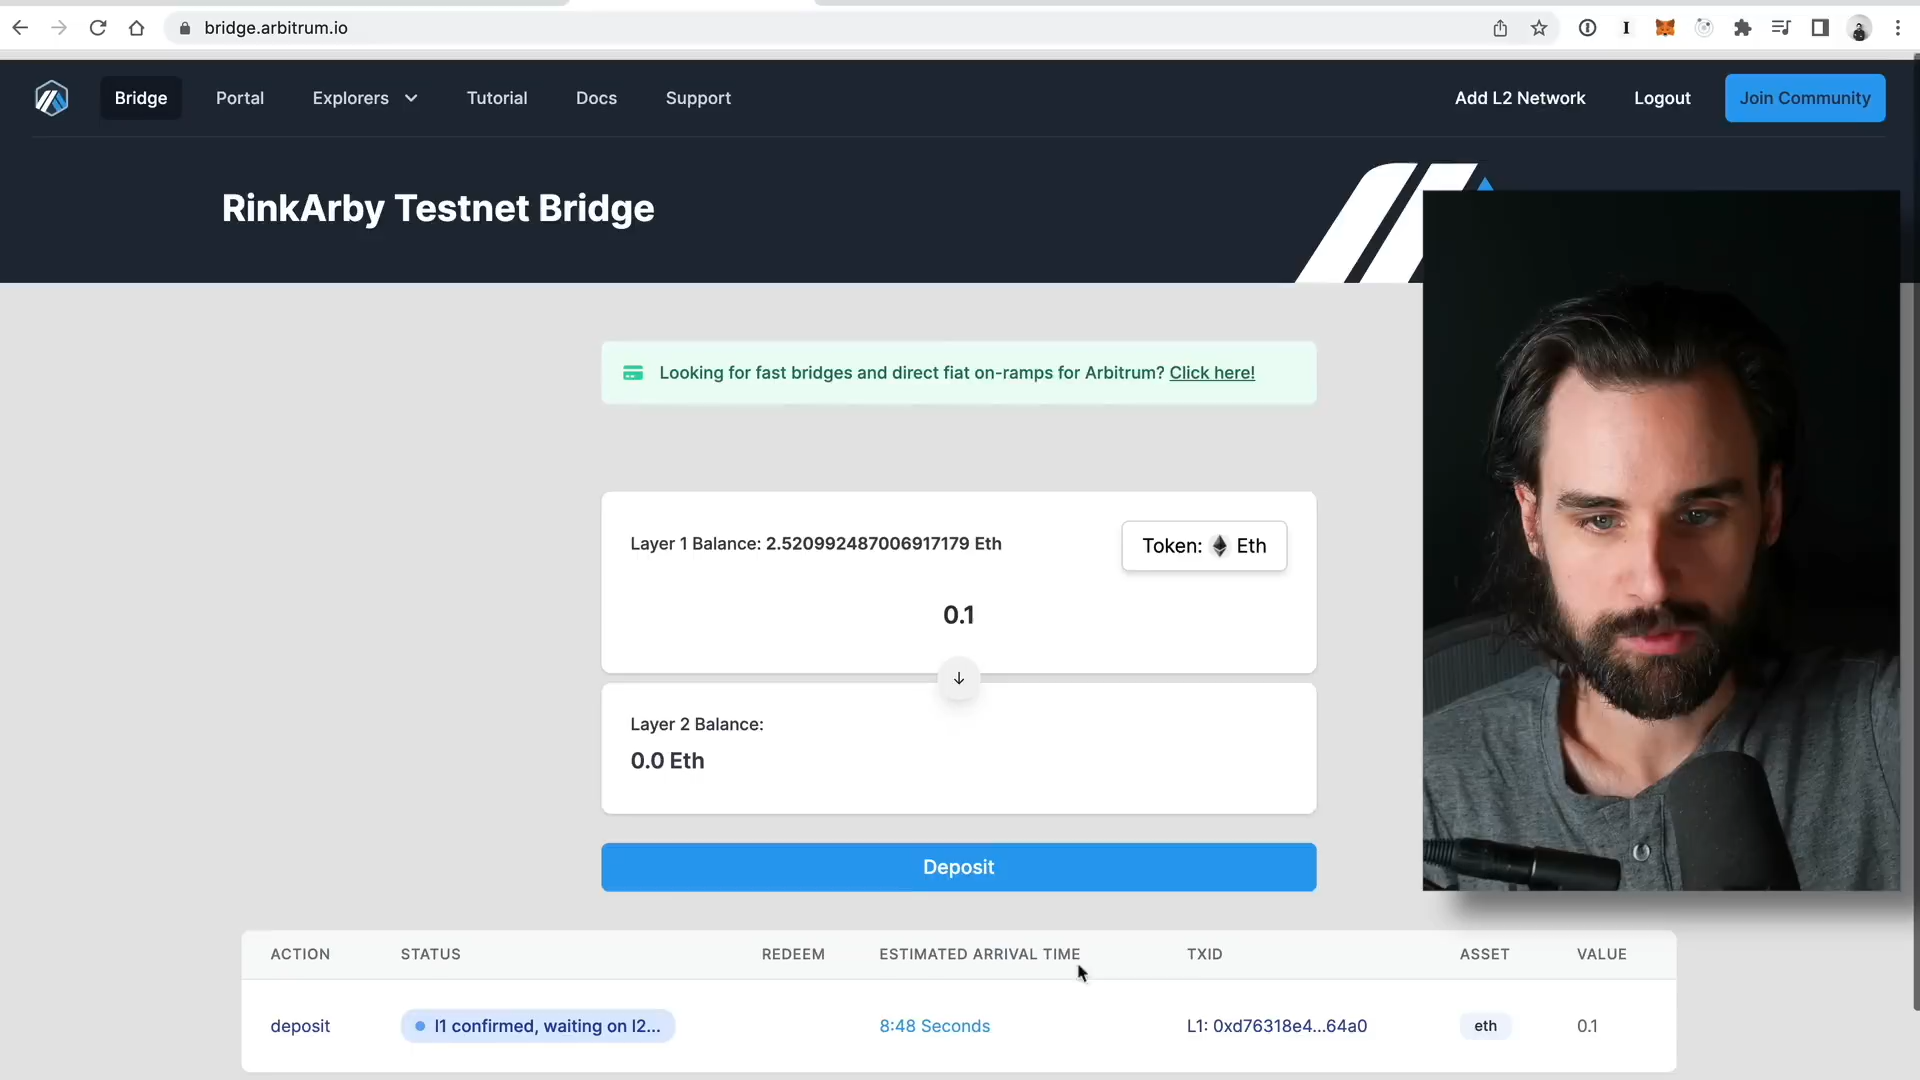 bridge.arbitrum.io
Bridge Portal Explorers Tutorial Docs Support Add L2 Network Logout Join Community
RinkArby Testnet Bridge
Looking for fast bridges and direct fiat on-ramps for Arbitrum? Click here!
Layer 1 Balance: 2.520992487006917179 Eth
Token: Eth
0.1
Layer 2 Balance:
0.0 Eth
Deposit
ACTION STATUS REDEEM ESTIMATED ARRIVAL TIME TXID ASSET VALUE
deposit l1 confirmed, waiting on l2... 8:48 Seconds L1: 0xd76318e4...64a0 eth 0.1